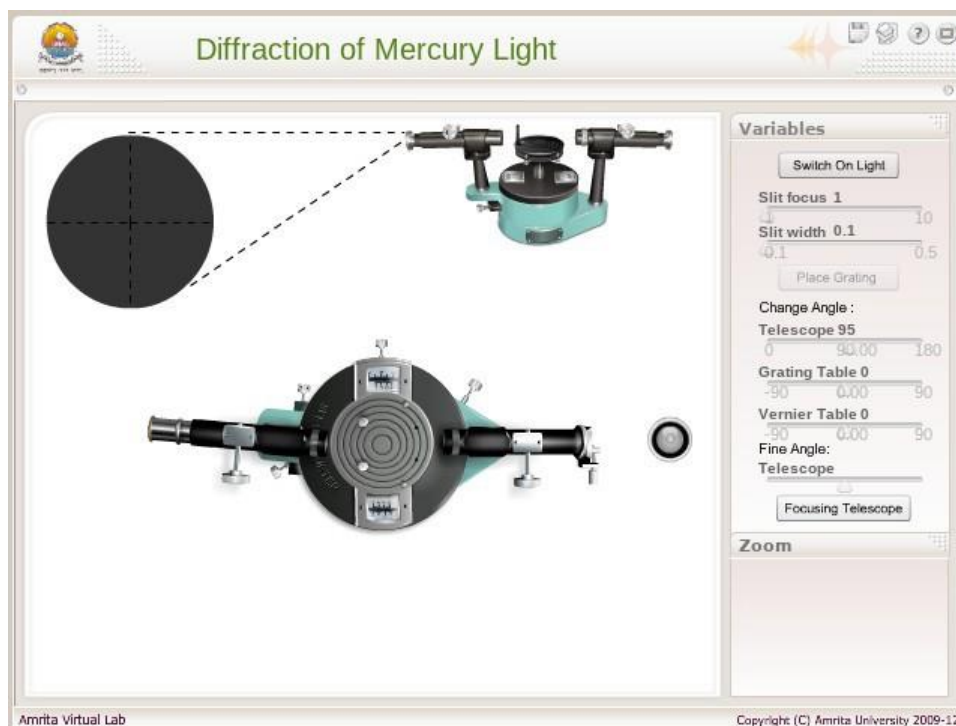 Diffraction of Mercury Light
Variables
Switch On Light
Slit focus 1
1 10
Slit width 0.1
0.1 0.5
Place Grating
Change Angle :
Telescope 95
0 90.00 180
Grating Table 0
-90 0.00 90
Vernier Table 0
-90 0.00 90
Fine Angle:
Telescope
Focusing Telescope
Zoom
Amrita Virtual Lab
Copyright (C) Amrita University 2009-12